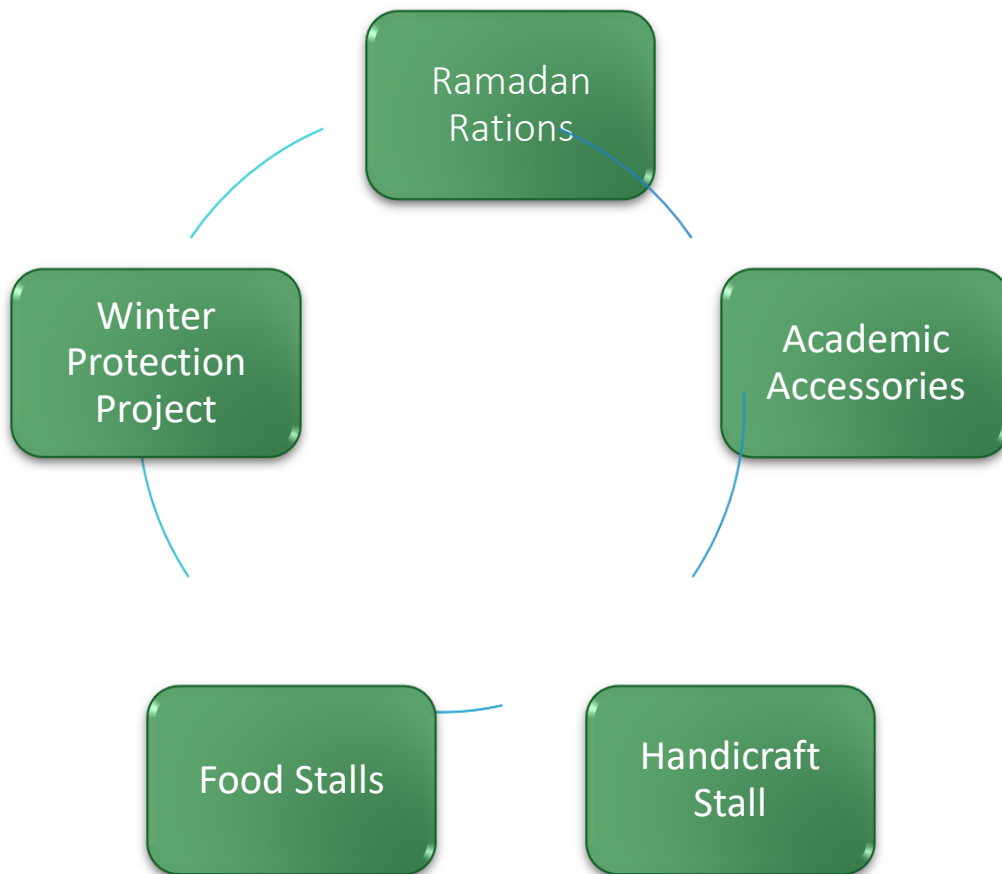 Ramadan
Rations
Academic
Accessories
Handicraft
Stall
Food Stalls
Winter
Protection
Project